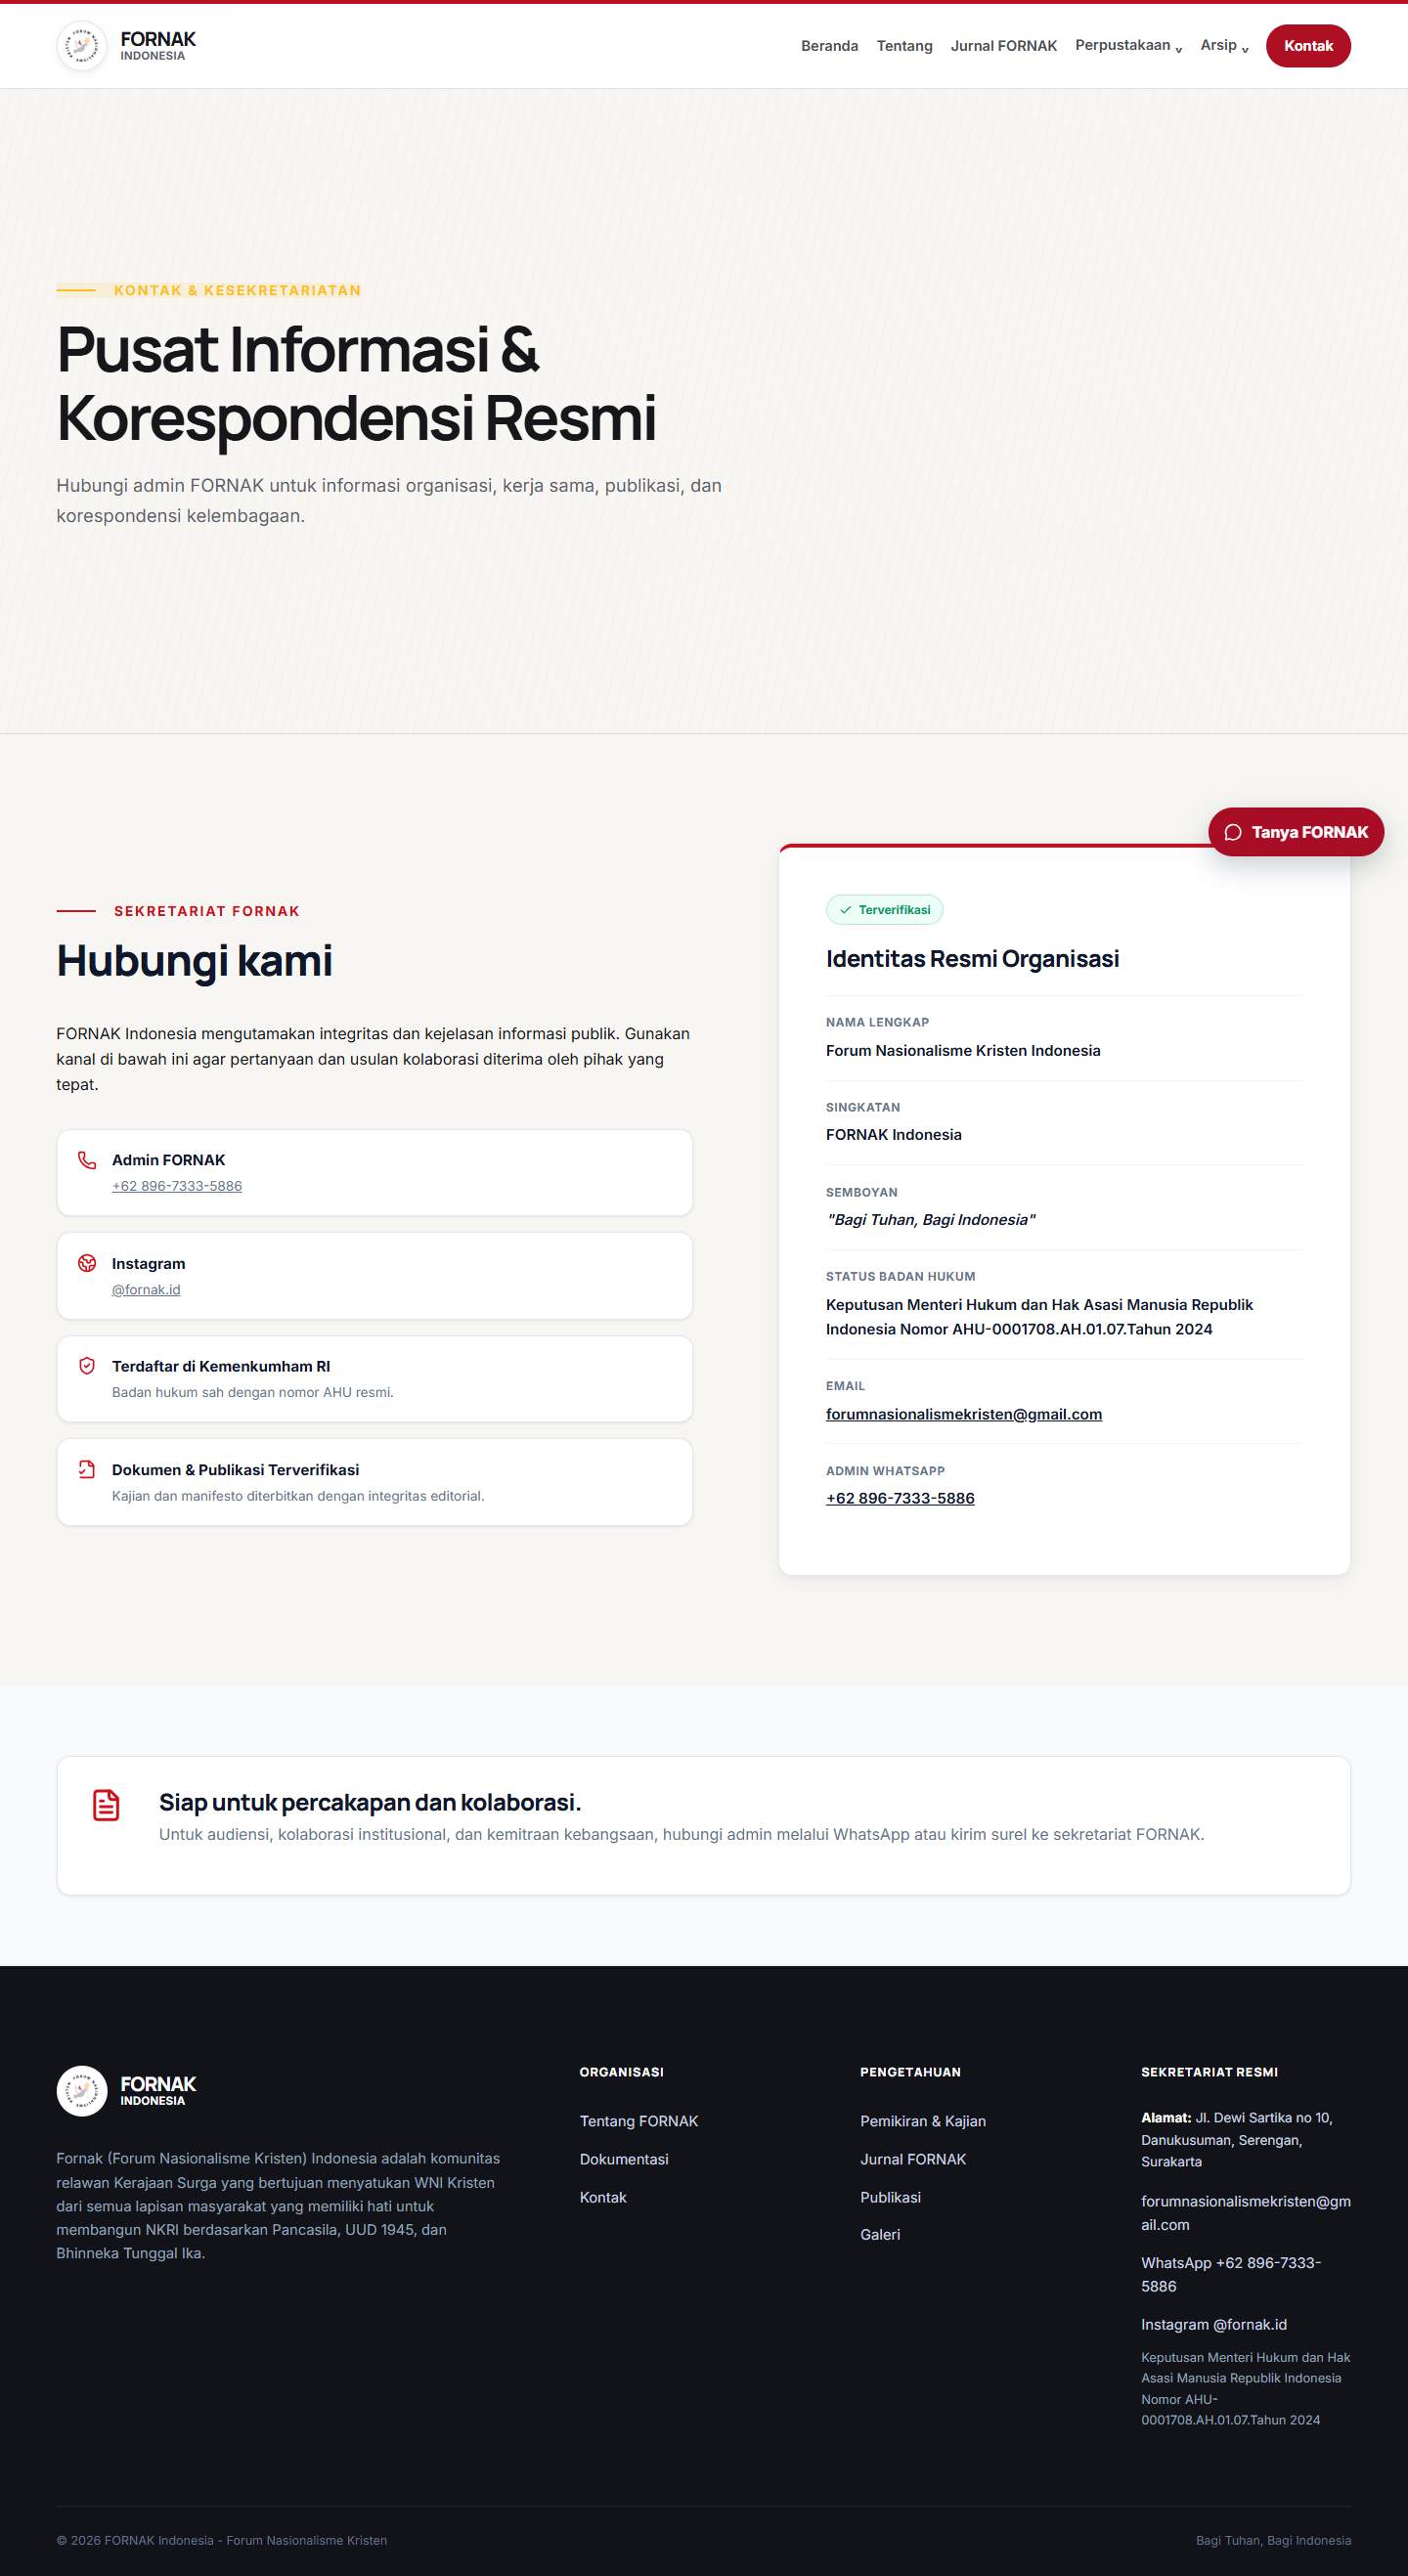 FORNAK
INDONESIA
Beranda
Tentang
Jurnal FORNAK
Perpustakaan
Arsip
Kontak
KONTAK & KESEKRETARIATAN
Pusat Informasi &
Korespondensi Resmi
Hubungi admin FORNAK untuk informasi organisasi, kerja sama, publikasi, dan
korespondensi kelembagaan.
Tanya FORNAK
SEKRETARIAT FORNAK
Hubungi kami
FORNAK Indonesia mengutamakan integritas dan kejelasan informasi publik. Gunakan
kanal di bawah ini agar pertanyaan dan usulan kolaborasi diterima oleh pihak yang
tepat.
Admin FORNAK
+62 896-7333-5886
Instagram
@fornak.id
Terdaftar di Kemenkumham RI
Badan hukum sah dengan nomor AHU resmi.
Dokumen & Publikasi Terverifikasi
Kajian dan manifesto diterbitkan dengan integritas editorial.
Terverifikasi
Identitas Resmi Organisasi
NAMA LENGKAP
Forum Nasionalisme Kristen Indonesia
SINGKATAN
FORNAK Indonesia
SEMBOYAN
"Bagi Tuhan, Bagi Indonesia"
STATUS BADAN HUKUM
Keputusan Menteri Hukum dan Hak Asasi Manusia Republik
Indonesia Nomor AHU-0001708.AH.01.07.Tahun 2024
EMAIL
forumnasionalismekristen@gmail.com
ADMIN WHATSAPP
+62 896-7333-5886
Siap untuk percakapan dan kolaborasi.
Untuk audiensi, kolaborasi institusional, dan kemitraan kebangsaan, hubungi admin melalui WhatsApp atau kirim surel ke sekretariat FORNAK.
FORNAK
INDONESIA
Fornak (Forum Nasionalisme Kristen) Indonesia adalah komunitas
relawan Kerajaan Surga yang bertujuan menyatukan WNI Kristen
dari semua lapisan masyarakat yang memiliki hati untuk
membangun NKRI berdasarkan Pancasila, UUD 1945, dan
Bhinneka Tunggal Ika.
ORGANISASI
Tentang FORNAK
Dokumentasi
Kontak
PENGETAHUAN
Pemikiran & Kajian
Jurnal FORNAK
Publikasi
Galeri
SEKRETARIAT RESMI
Alamat: Jl. Dewi Sartika no 10,
Danukusuman, Serengan,
Surakarta
forumnasionalismekristen@gm
ail.com
WhatsApp +62 896-7333-
5886
Instagram @fornak.id
Keputusan Menteri Hukum dan Hak
Asasi Manusia Republik Indonesia
Nomor AHU-
0001708.AH.01.07.Tahun 2024
© 2026 FORNAK Indonesia - Forum Nasionalisme Kristen
Bagi Tuhan, Bagi Indonesia